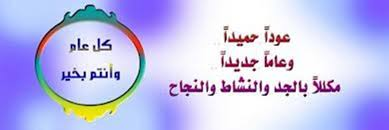 عوداً حميداً..
وعاماً جديداً..
مكللاً بالجد والنشاط والنجاح
كل عام
وأنتم بخير